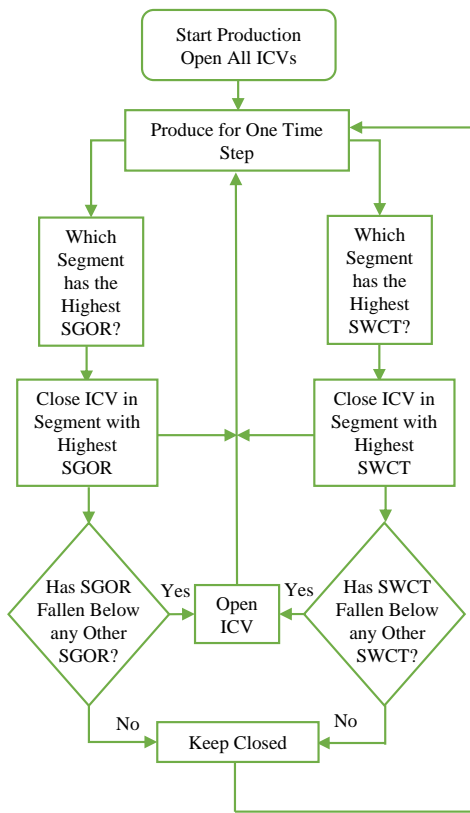 Start Production
Open All ICVs
Produce for One Time
Step
Which
Segment
has the
Highest
SGOR?
Which
Segment
has the
Highest
SWCT?
Close ICV in
Segment with
Highest
SGOR
Close ICV in
Segment with
Highest
SWCT
Has SGOR
Fallen Below
any Other
SGOR?
Yes
Open
ICV
Yes
Has SWCT
Fallen Below
any Other
SWCT?
No
Keep Closed
No